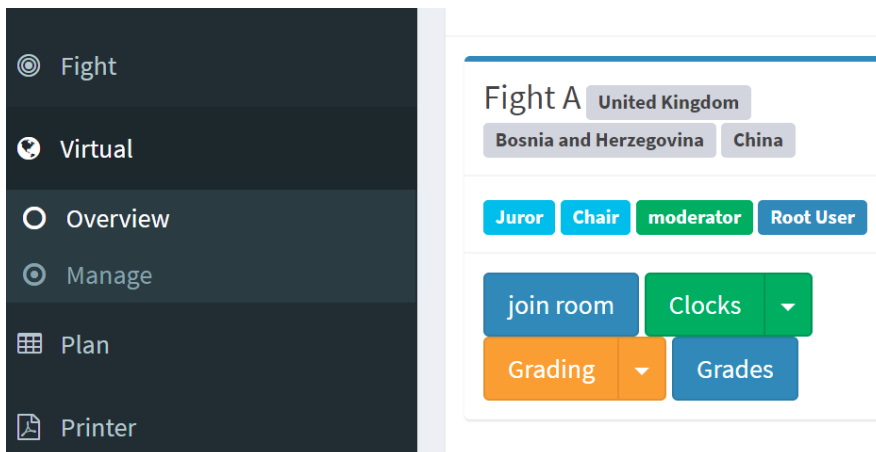 Fight
Virtual
Overview
Manage
Plan
Printer
Fight A United Kingdom
Bosnia and Herzegovina China
Juror Chair moderator Root User
join room Clocks
Grading Grades